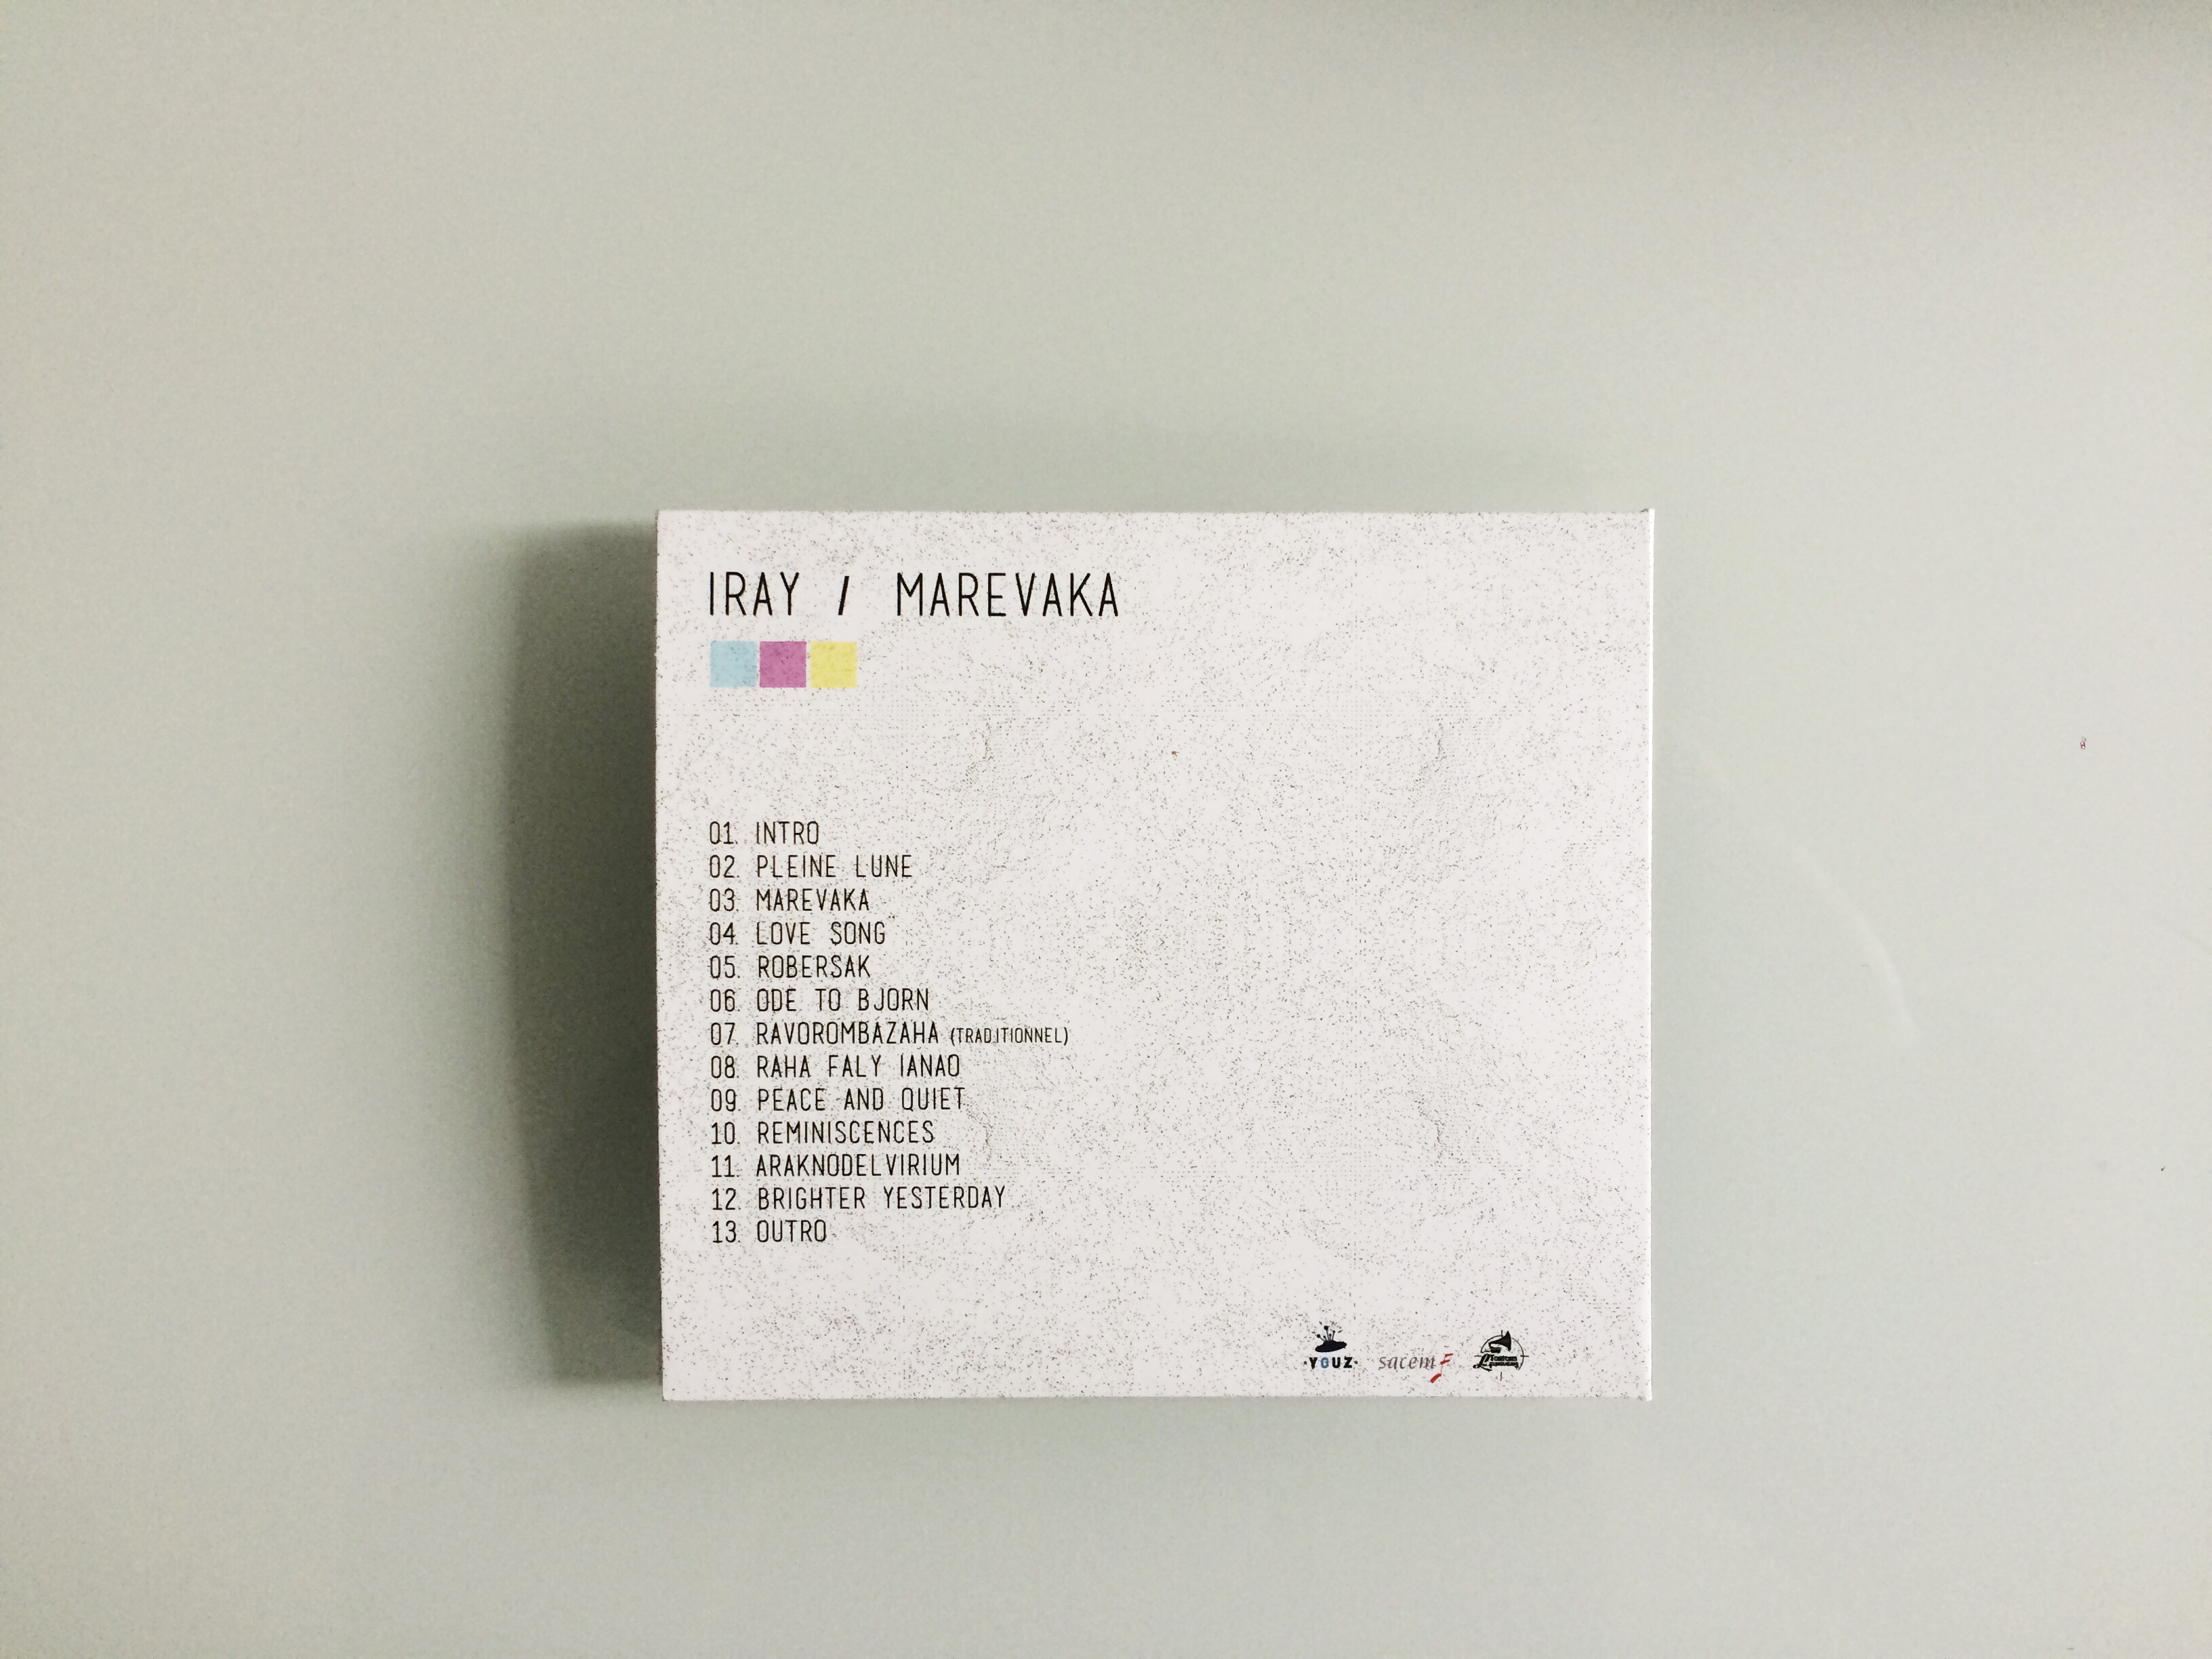 IRAY / MAREVAKA
01. INTRO
02. PLEINE LUNE
03. MAREVAKA
04. LOVE SONG
05. ROBERSAK
06. ODE TO BJORN
07. RAVOROMBAZAHA (TRADITIONNEL)
08. RAHA FALY IANAO
09. PEACE AND QUIET
10. REMINISCENCES
11. ARAKNODELVIRIUM
12. BRIGHTER YESTERDAY
13. OUTRO
·YOUZ· sacem